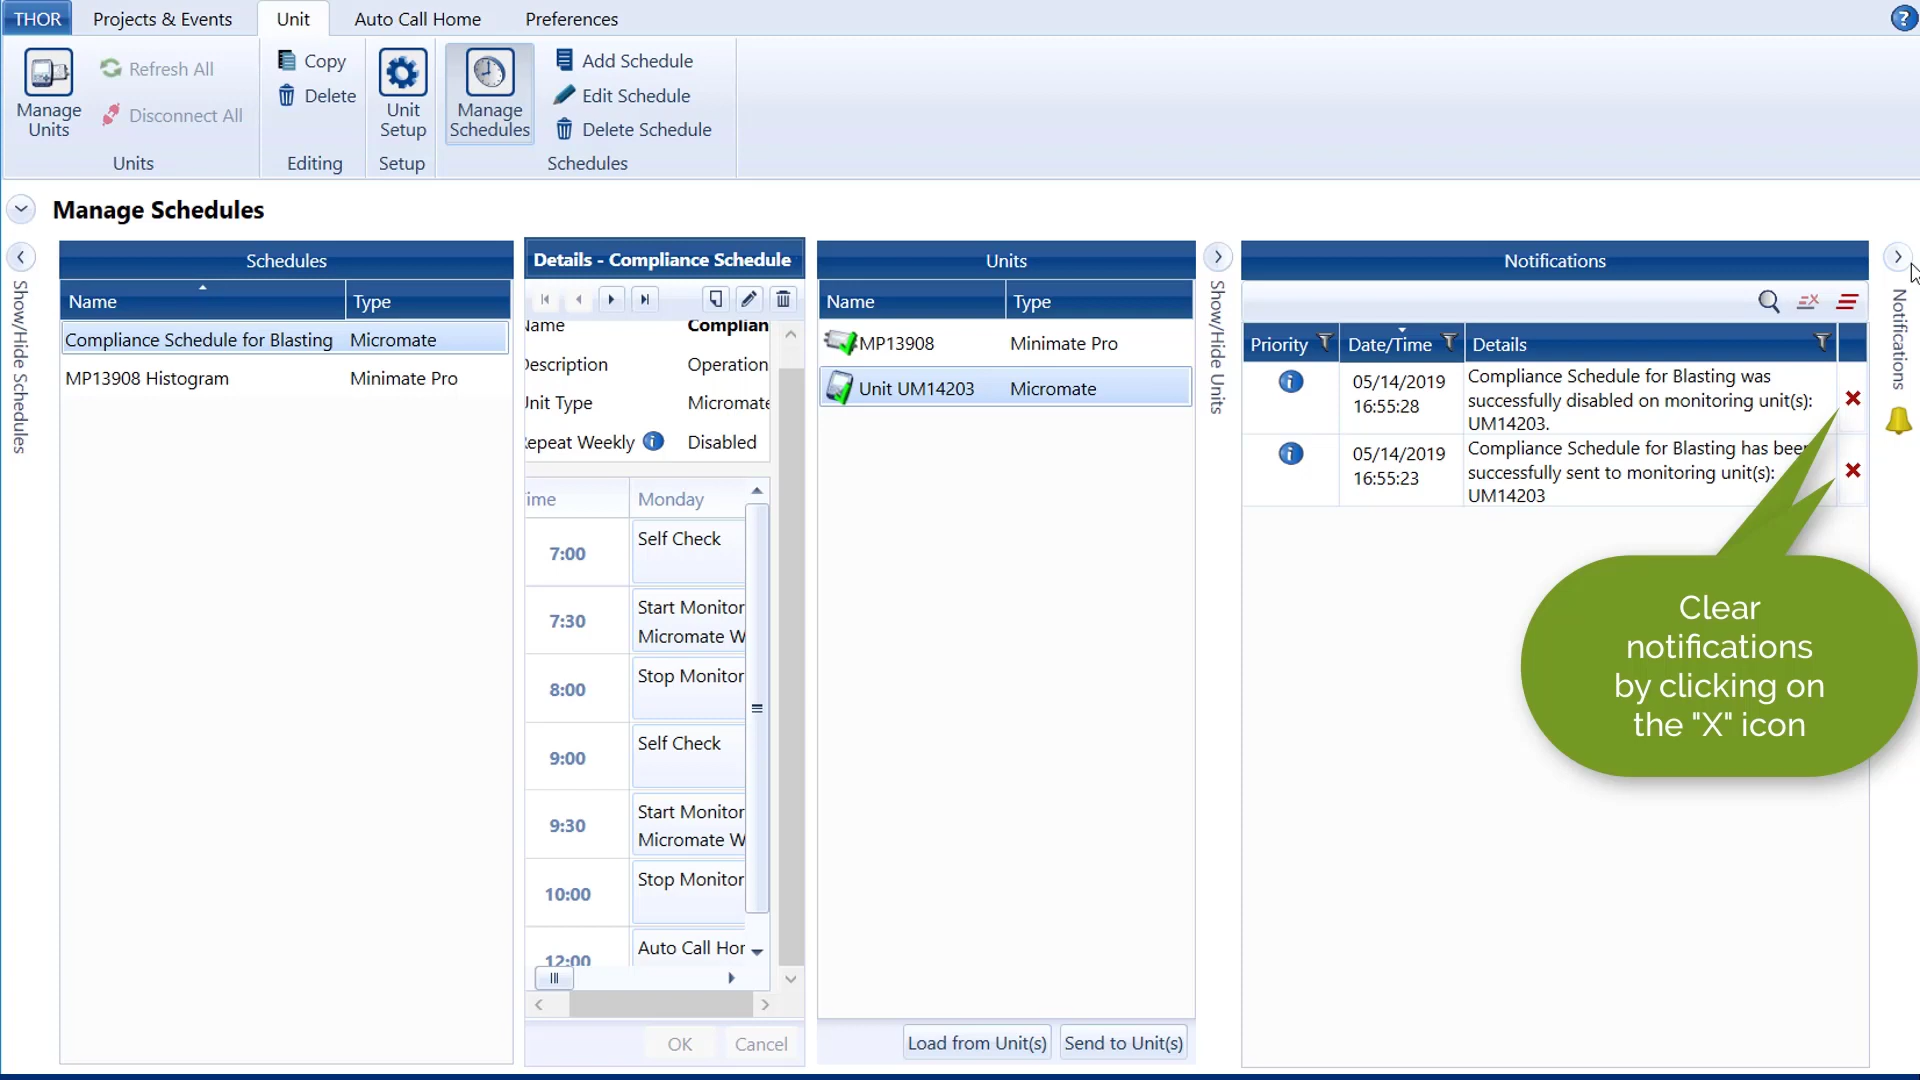 THOR Projects & Events Unit Auto Call Home Preferences
Manage Units
Refresh All
Disconnect All
Units
Copy
Delete
Editing
Unit Setup
Setup
Manage Schedules
Add Schedule
Edit Schedule
Delete Schedule
Schedules
Manage Schedules
Show/Hide Schedules
Schedules
Name Type
Compliance Schedule for Blasting Micromate
MP13908 Histogram Minimate Pro
Details - Compliance Schedule
Name Complian
Description Operation
Unit Type Micromate
Repeat Weekly Disabled
ime Monday
7:00 Self Check
7:30 Start Monitor
Micromate W
8:00 Stop Monitor
9:00 Self Check
9:30 Start Monitor
Micromate W
10:00 Stop Monitor
12:00 Auto Call Hor
OK Cancel
Units
Name Type
MP13908 Minimate Pro
Unit UM14203 Micromate
Load from Unit(s) Send to Unit(s)
Show/Hide Units
Notifications
Priority Date/Time Details
05/14/2019
16:55:28
Compliance Schedule for Blasting was
successfully disabled on monitoring unit(s):
UM14203.
05/14/2019
16:55:23
Compliance Schedule for Blasting has been
successfully sent to monitoring unit(s):
UM14203
Notifications
Clear
notifications
by clicking on
the "X" icon